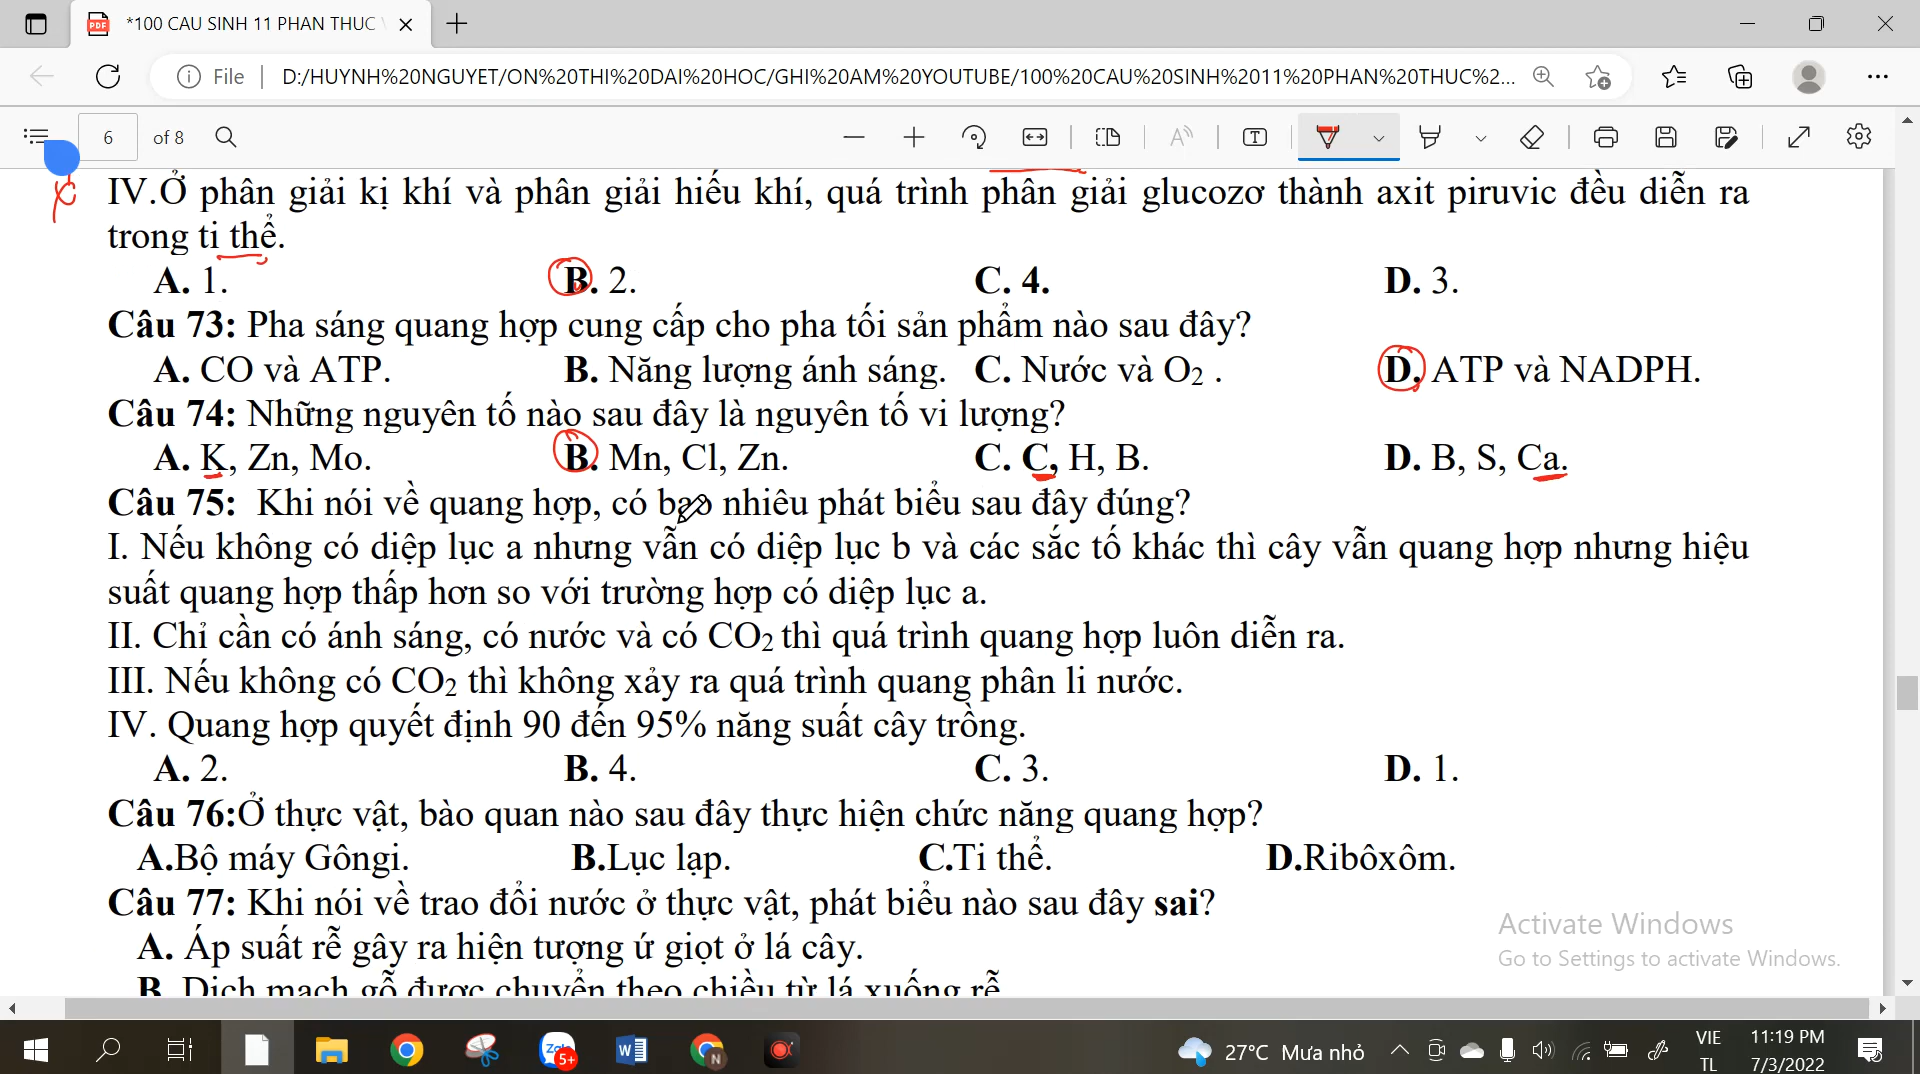 *100 CAU SINH 11 PHAN THUC V
File
D:/HUYNH%20NGUYET/ON%20THI%20DAI%20HOC/GHI%20AM%20YOUTUBE/100%20CAU%20SINH%2011%20PHAN%20THUC%2...
6 of 8
IV.Ở phân giải kị khí và phân giải hiếu khí, quá trình phân giải glucozơ thành axit piruvic đều diễn ra
trong ti thể.
A. 1. B. 2. C. 4. D. 3.
Câu 73: Pha sáng quang hợp cung cấp cho pha tối sản phẩm nào sau đây?
A. CO và ATP. B. Năng lượng ánh sáng. C. Nước và O2 . D. ATP và NADPH.
Câu 74: Những nguyên tố nào sau đây là nguyên tố vi lượng?
A. K, Zn, Mo. B. Mn, Cl, Zn. C. C, H, B. D. B, S, Ca.
Câu 75: Khi nói về quang hợp, có bao nhiêu phát biểu sau đây đúng?
I. Nếu không có diệp lục a nhưng vẫn có diệp lục b và các sắc tố khác thì cây vẫn quang hợp nhưng hiệu
suất quang hợp thấp hơn so với trường hợp có diệp lục a.
II. Chỉ cần có ánh sáng, có nước và có CO2 thì quá trình quang hợp luôn diễn ra.
III. Nếu không có CO2 thì không xảy ra quá trình quang phân li nước.
IV. Quang hợp quyết định 90 đến 95% năng suất cây trồng.
A. 2. B. 4. C. 3. D. 1.
Câu 76:Ở thực vật, bào quan nào sau đây thực hiện chức năng quang hợp?
A.Bộ máy Gôngi. B.Lục lạp. C.Ti thể. D.Ribôxôm.
Câu 77: Khi nói về trao đổi nước ở thực vật, phát biểu nào sau đây sai?
A. Áp suất rễ gây ra hiện tượng ứ giọt ở lá cây.
B. Dịch mạch gỗ được chuyển theo chiều từ lá xuống rễ
Activate Windows
Go to Settings to activate Windows.
Zalo 5+ N
27°C Mưa nhỏ
VIE
TL
11:19 PM
7/3/2022